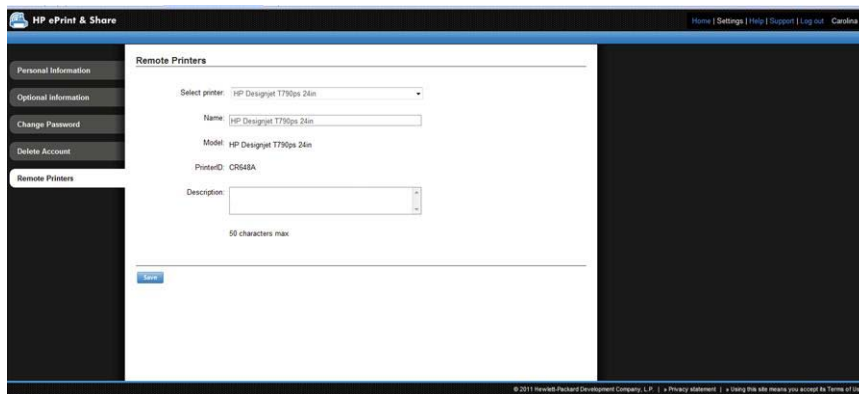 HP ePrint & Share
Home | Settings | Help | Support | Log out Carolina
Personal Information
Optional information
Change Password
Delete Account
Remote Printers
Remote Printers
Select printer: HP Designjet T790ps 24in
Name: HP Designjet T790ps 24in
Model: HP Designjet T790ps 24in
PrinterID: CR648A
Description:
50 characters max
Save
© 2011 Hewlett-Packard Development Company, L.P. | » Privacy statement | » Using this site means you accept its Terms of